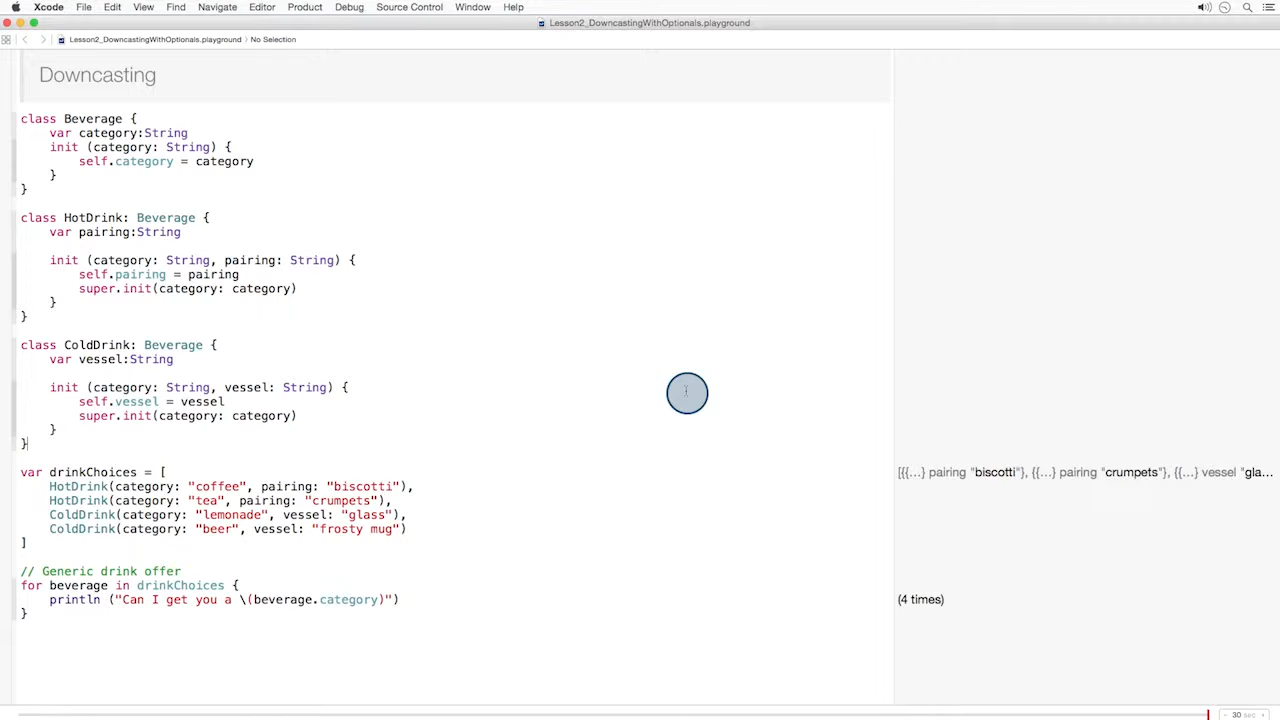 Xcode File Edit View Find Navigate Editor Product Debug Source Control Window Help
Lesson2_DowncastingWithOptionals.playground
Lesson2_DowncastingWithOptionals.playground › No Selection
Downcasting
class Beverage {
    var category:String
    init (category: String) {
        self.category = category
    }
}
class HotDrink: Beverage {
    var pairing:String
    init (category: String, pairing: String) {
        self.pairing = pairing
        super.init(category: category)
    }
}
class ColdDrink: Beverage {
    var vessel:String
    init (category: String, vessel: String) {
        self.vessel = vessel
        super.init(category: category)
    }
}
var drinkChoices = [ [{{…} pairing "biscotti"}, {{…} pairing "crumpets"}, {{…} vessel "gla…
    HotDrink(category: "coffee", pairing: "biscotti"),
    HotDrink(category: "tea", pairing: "crumpets"),
    ColdDrink(category: "lemonade", vessel: "glass"),
    ColdDrink(category: "beer", vessel: "frosty mug")
]
// Generic drink offer
for beverage in drinkChoices {
    println ("Can I get you a \(beverage.category)") (4 times)
}
- 30 sec +